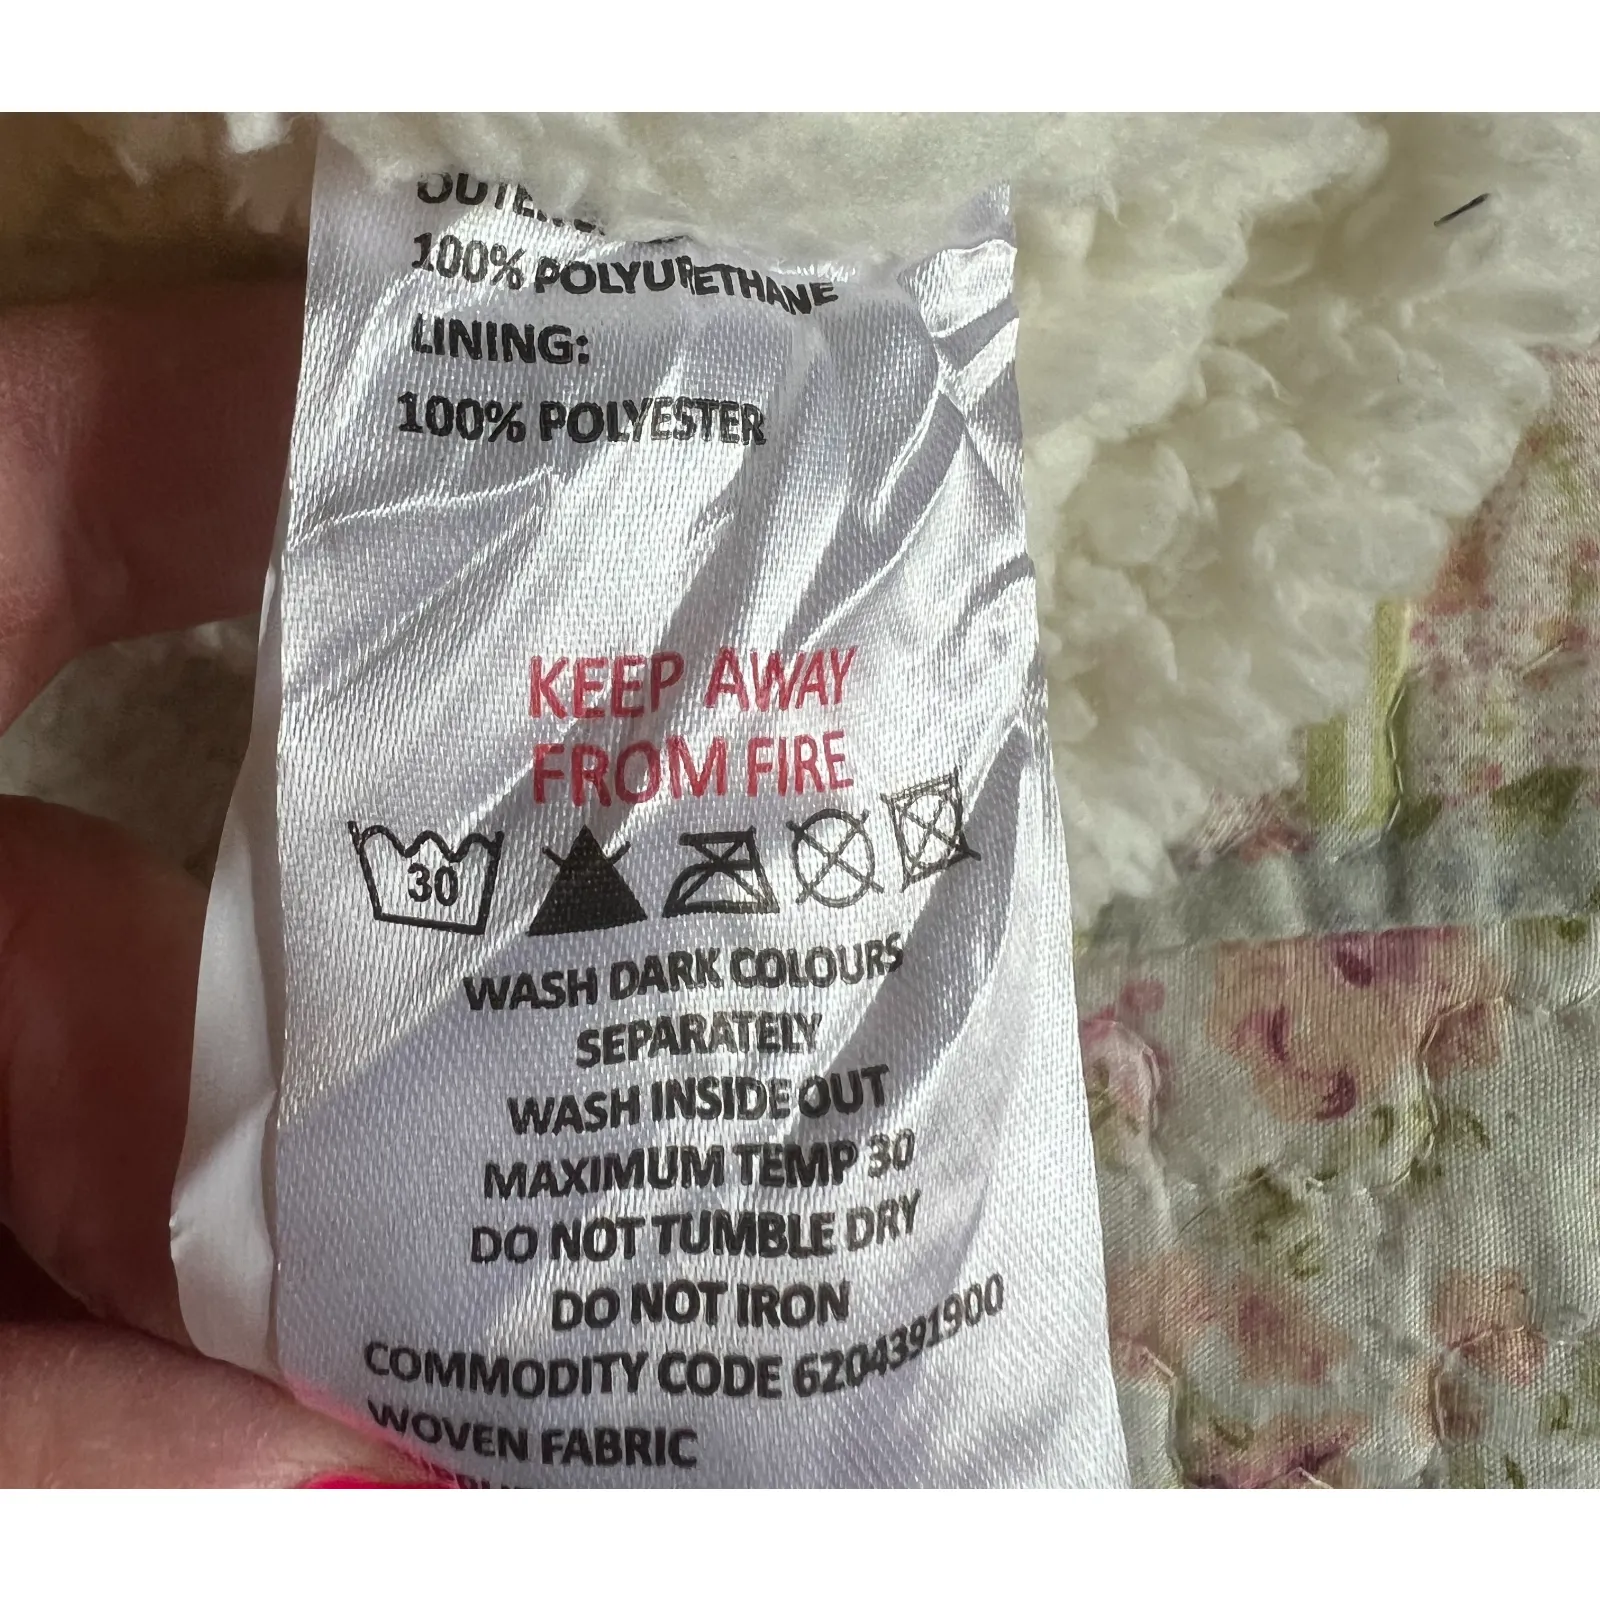 100% POLYURETHANE
LINING:
100% POLYESTER
KEEP AWAY
FROM FIRE
30
WASH DARK COLOURS
SEPARATELY
WASH INSIDE OUT
MAXIMUM TEMP 30
DO NOT TUMBLE DRY
DO NOT IRON
COMMODITY CODE 6204391900
WOVEN FABRIC